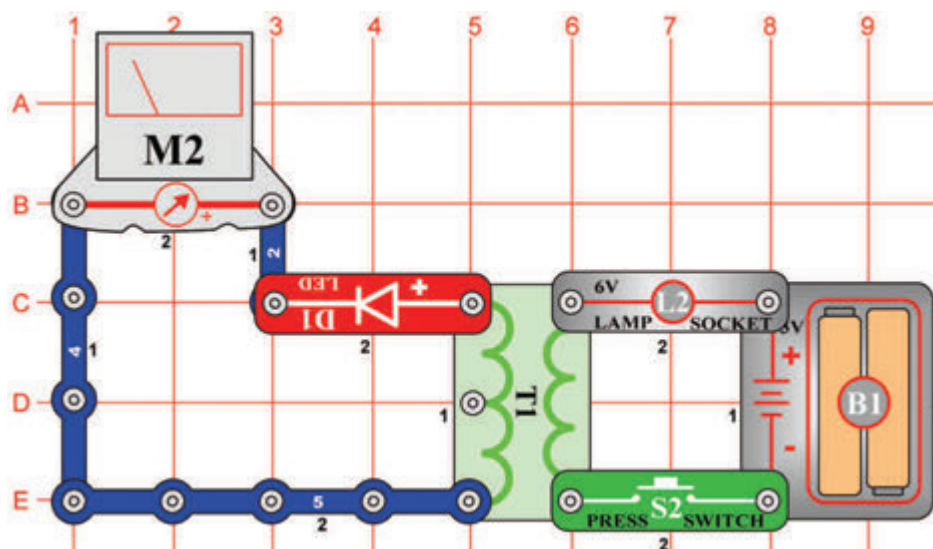 1 2 3 4 5 6 7 8 9
A
M2
B
+
2
1 2
C
LED
D1
+
2
6V
L2
LAMP SOCKET
2
3V
4 1
D
1
T1
1
+
B1
-
E
5
2
S2
PRESS SWITCH
2